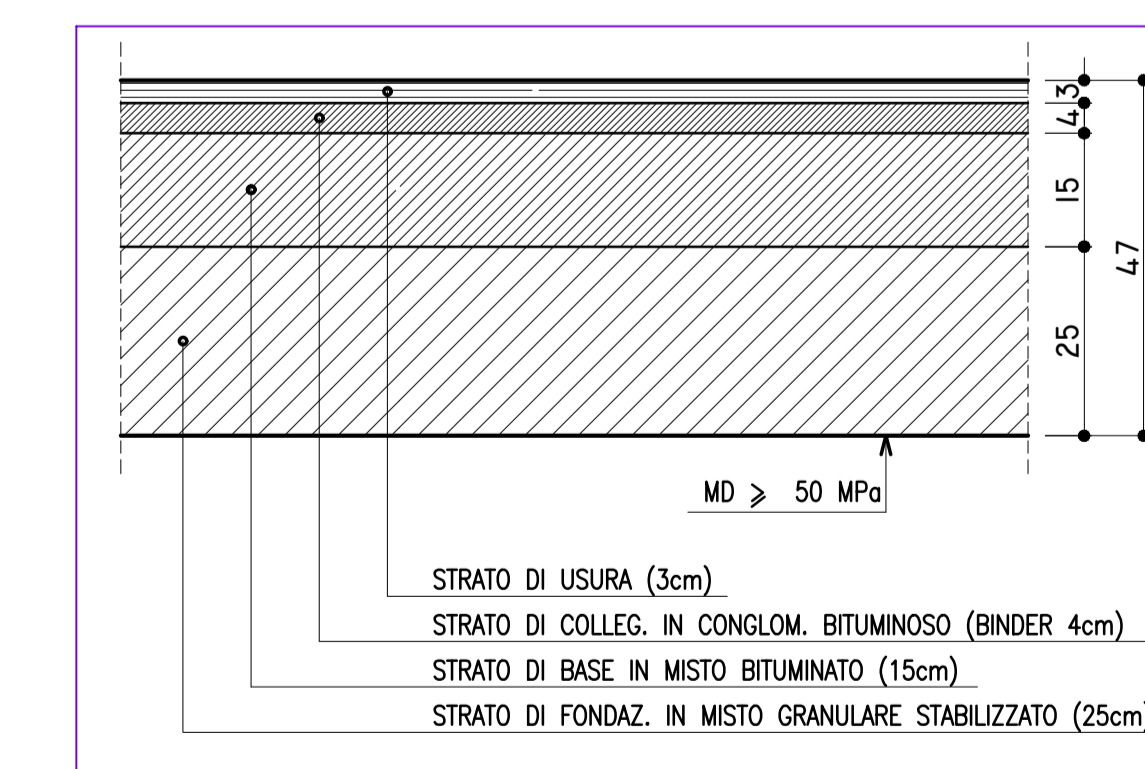 3
4
15
25
47
MD ⩾ 50 MPa
STRATO DI USURA (3cm)
STRATO DI COLLEG. IN CONGLOM. BITUMINOSO (BINDER 4cm)
STRATO DI BASE IN MISTO BITUMINATO (15cm)
STRATO DI FONDAZ. IN MISTO GRANULARE STABILIZZATO (25cm)